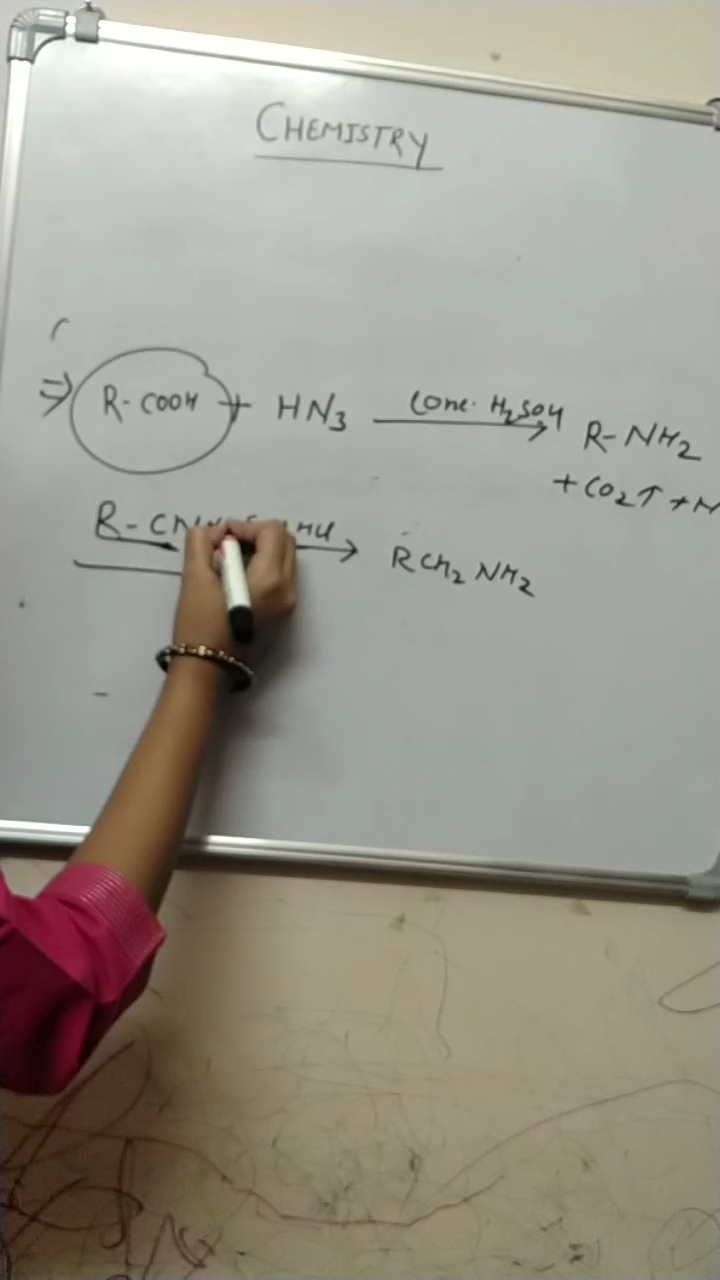 CHEMISTRY
⇒ R-COOH + HN3 Conc. H2SO4 → R-NH2
+ CO2↑ +
R- → RCH2NH2